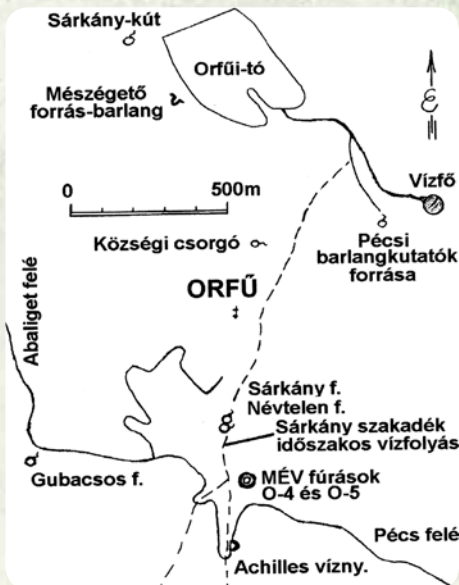 Sárkány-kút
Orfűi-tó
Mészégető
forrás-barlang
É
Vízfő
0 500m
Községi csorgó
Pécsi
barlangkutatók
forrása
ORFŰ
Abaliget felé
Sárkány f.
Névtelen f.
Sárkány szakadék
időszakos vízfolyás
MÉV fúrások
O-4 és O-5
Gubacsos f.
Pécs felé
Achilles vízny.